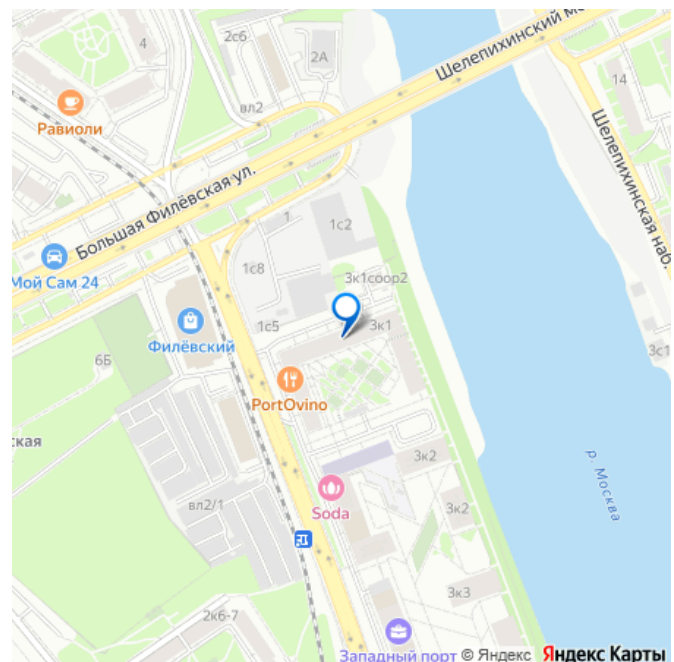 4
2с6
2А
Шелепихинский мо
14
вл2
Равиоли
Большая Филёвская ул.
Шелепихинская наб.
1
1с2
Мой Сам 24
1с8
3к1соор2
1с5
3к1
Филёвский
6Б
3с1
PortOvino
ская
3к2
р. Москва
вл2/1
Soda
3к2
3к3
2к6-7
Западный порт
© Яндекс Яндекс Карты